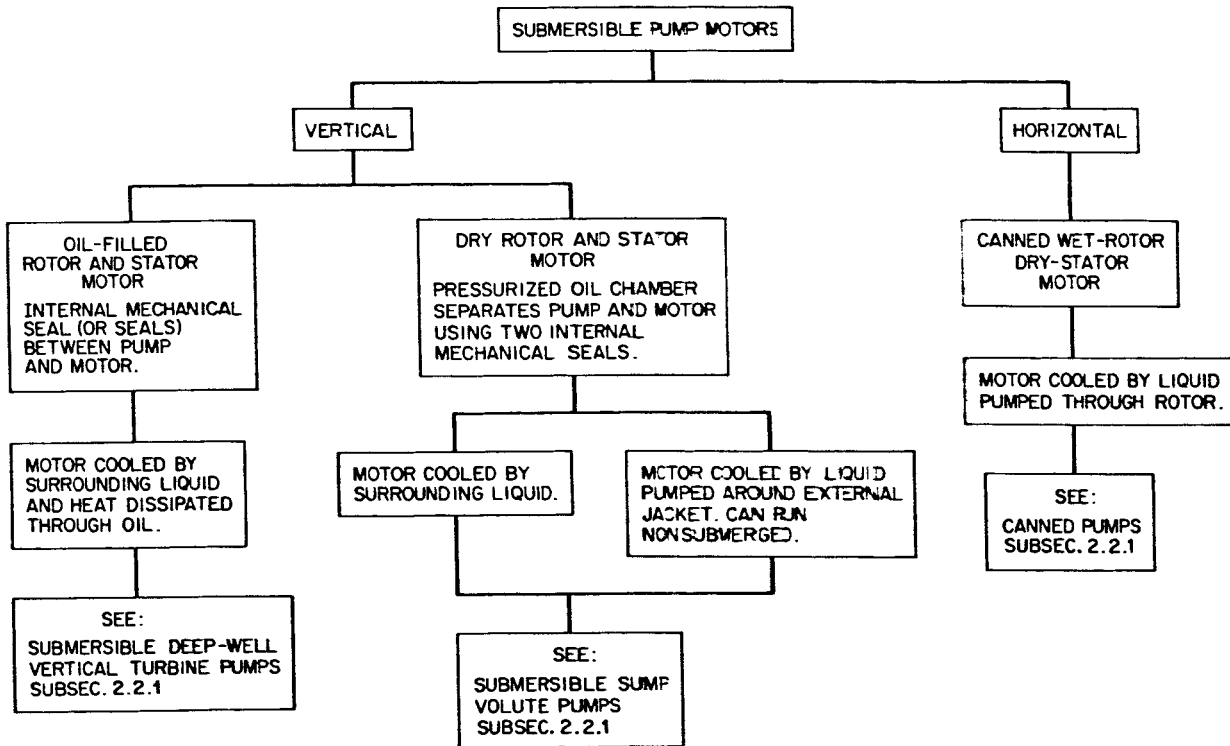 SUBMERSIBLE PUMP MOTORS
VERTICAL
HORIZONTAL
OIL-FILLED
ROTOR AND STATOR
MOTOR
INTERNAL MECHANICAL
SEAL (OR SEALS)
BETWEEN PUMP
AND MOTOR.
DRY ROTOR AND STATOR
MOTOR
PRESSURIZED OIL CHAMBER
SEPARATES PUMP AND MOTOR
USING TWO INTERNAL
MECHANICAL SEALS.
CANNED WET-ROTOR
DRY-STATOR
MOTOR
MOTOR COOLED BY LIQUID
PUMPED THROUGH ROTOR.
MOTOR COOLED BY
SURROUNDING LIQUID
AND HEAT DISSIPATED
THROUGH OIL.
MOTOR COOLED BY
SURROUNDING LIQUID.
MOTOR COOLED BY LIQUID
PUMPED AROUND EXTERNAL
JACKET. CAN RUN
NONSUBMERGED.
SEE:
CANNED PUMPS
SUBSEC. 2.2.1
SEE:
SUBMERSIBLE DEEP-WELL
VERTICAL TURBINE PUMPS
SUBSEC. 2.2.1
SEE:
SUBMERSIBLE SUMP
VOLUTE PUMPS
SUBSEC. 2.2.1